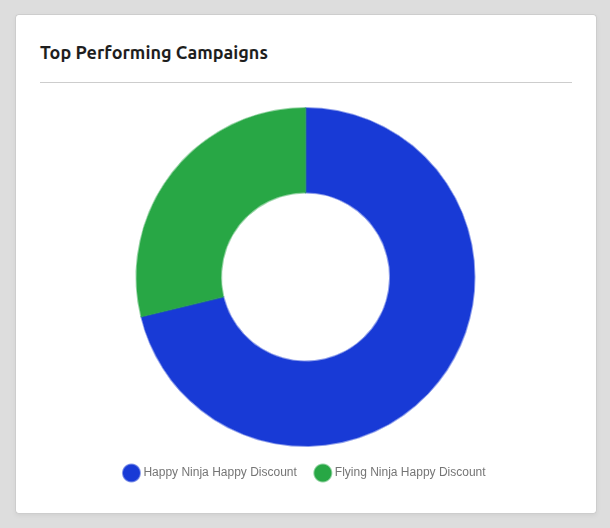 Top Performing Campaigns
Happy Ninja Happy Discount
Flying Ninja Happy Discount